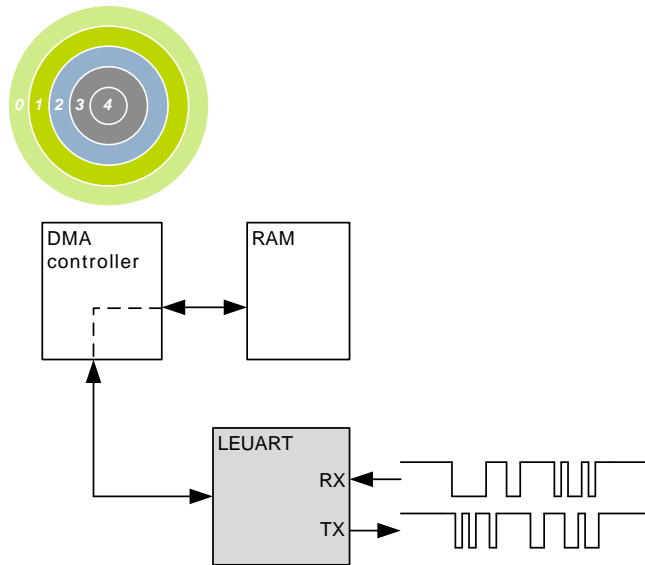 0 1 2 3 4
DMA RAM
controller
LEUART
RX
TX